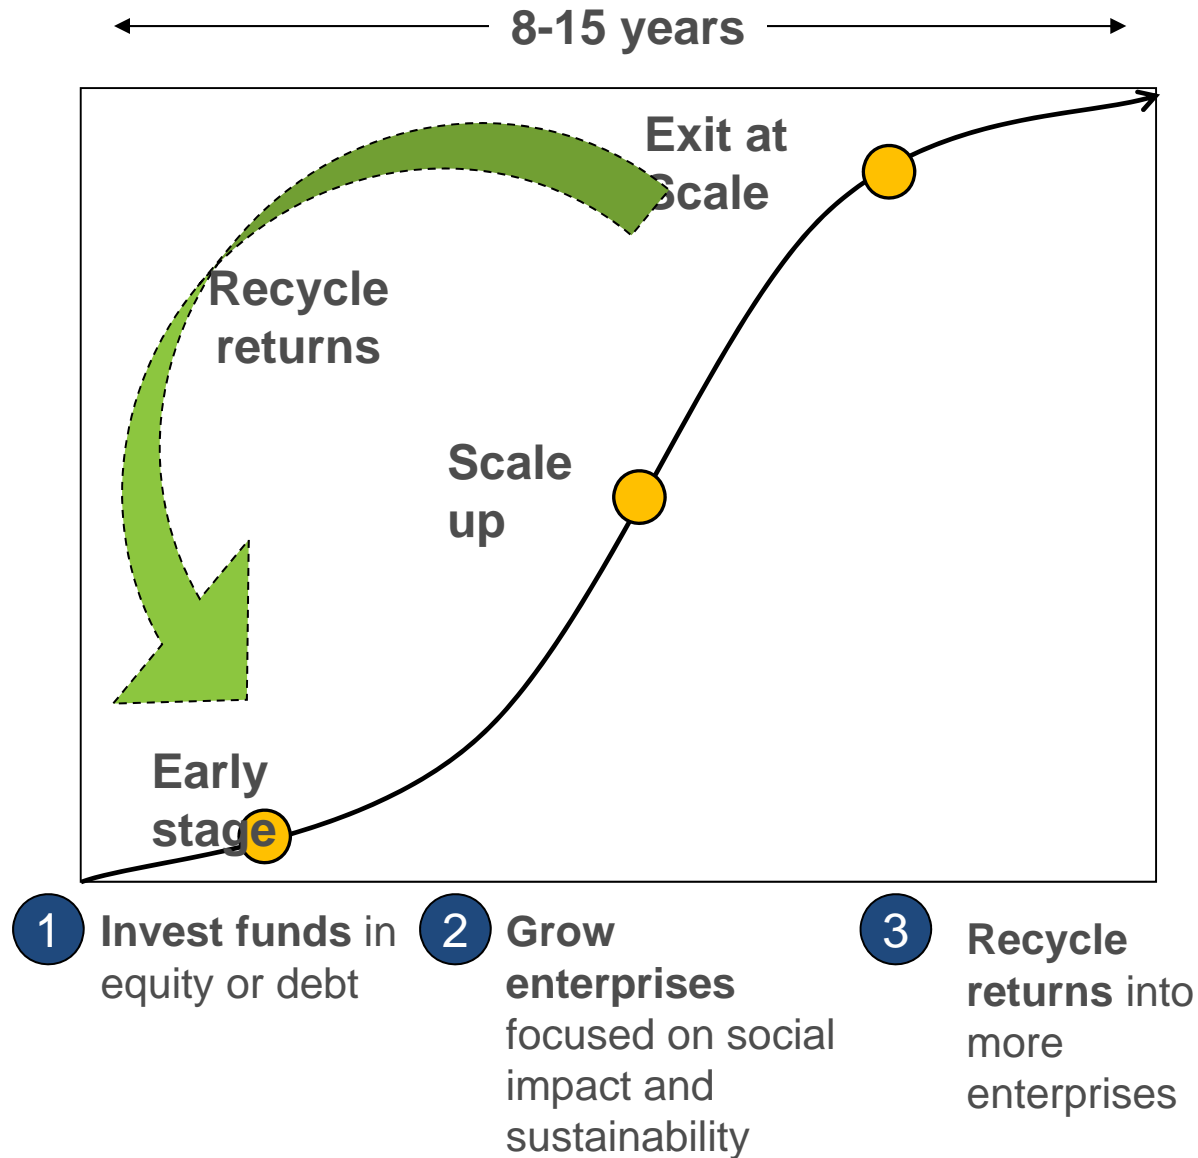 8-15 years
Exit at
Scale
Recycle
returns
Scale
up
Early
stage
1
Invest funds in
equity or debt
2
Grow
enterprises
focused on social
impact and
sustainability
3
Recycle
returns into
more
enterprises